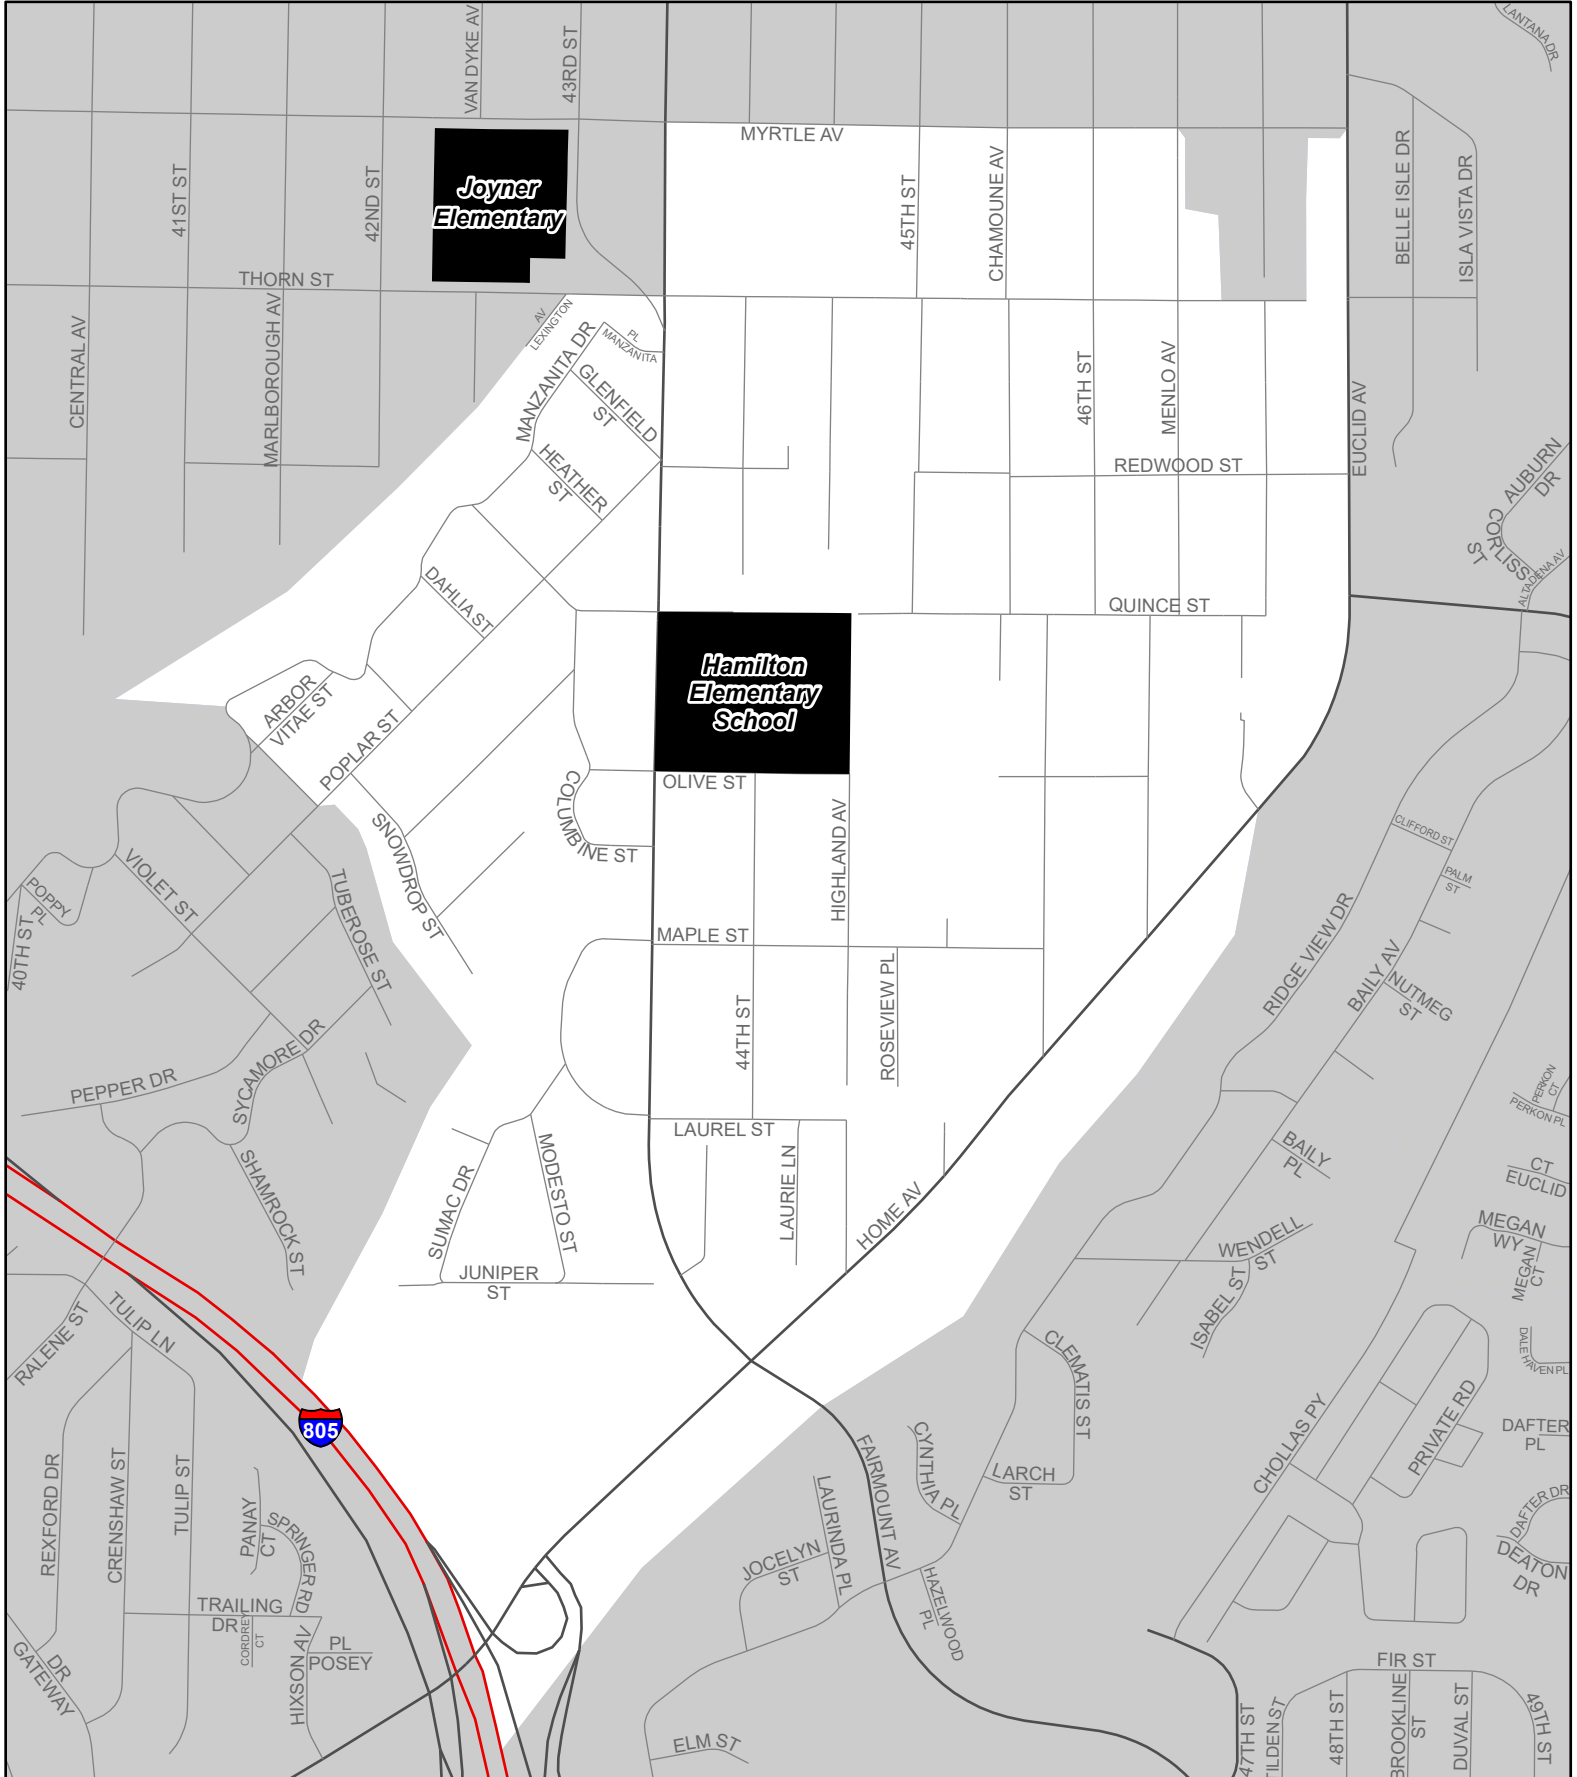 LANTANA DR
VAN DYKE AV
43RD ST
MYRTLE AV
41ST ST
42ND ST
Joyner
Elementary
45TH ST
CHAMOUNE AV
BELLE ISLE DR
ISLA VISTA DR
THORN ST
CENTRAL AV
MARLBOROUGH AV
AV
LEXINGTON
MANZANITA DR
PL
MANZANITA
GLENFIELD
ST
46TH ST
MENLO AV
EUCLID AV
HEATHER
ST
REDWOOD ST
AUBURN
DR
CORLISS
ST
ALTADENA AV
DAHLIA ST
QUINCE ST
Hamilton
Elementary
School
ARBOR
VITAE ST
POPLAR ST
OLIVE ST
COLUMBINE ST
SNOWDROP ST
HIGHLAND AV
CLIFFORD ST
PALM
ST
VIOLET ST
POPPY
PL
40TH ST
TUBEROSE ST
MAPLE ST
ROSEVIEW PL
RIDGE VIEW DR
BAILY AV
NUTMEG
ST
44TH ST
SYCAMORE DR
PEPPER DR
PERKON
CT
PERKON PL
LAUREL ST
MODESTO ST
SUMAC DR
LAURIE LN
BAILY
PL
CT
EUCLID
SHAMROCK ST
HOME AV
WENDELL
ST
MEGAN
WY
MEGAN
CT
JUNIPER
ST
ISABEL ST
RALENE ST
TULIP LN
CLEMATIS ST
DALEHAVEN PL
805
CHOLLAS PY
PRIVATE RD
DAFTER
PL
REXFORD DR
CRENSHAW ST
TULIP ST
PANAY
CT
SPRINGER RD
FAIRMOUNT AV
CYNTHIA PL
LARCH
ST
LAURINDA PL
JOCELYN
ST
HAZELWOOD
PL
DAFTER DR
DEATON
DR
TRAILING
DR
CORDREY
CT
HIXSON AV
PL
POSEY
DR
GATEWAY
ELM ST
FIR ST
47TH ST
TILDEN ST
48TH ST
BROOKLINE
ST
DUVAL ST
49TH ST